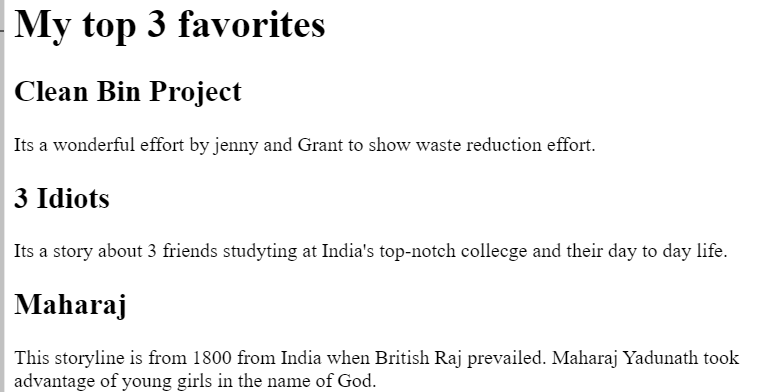 My top 3 favorites
Clean Bin Project
Its a wonderful effort by jenny and Grant to show waste reduction effort.
3 Idiots
Its a story about 3 friends studyting at India's top-notch collecge and their day to day life.
Maharaj
This storyline is from 1800 from India when British Raj prevailed. Maharaj Yadunath took
advantage of young girls in the name of God.